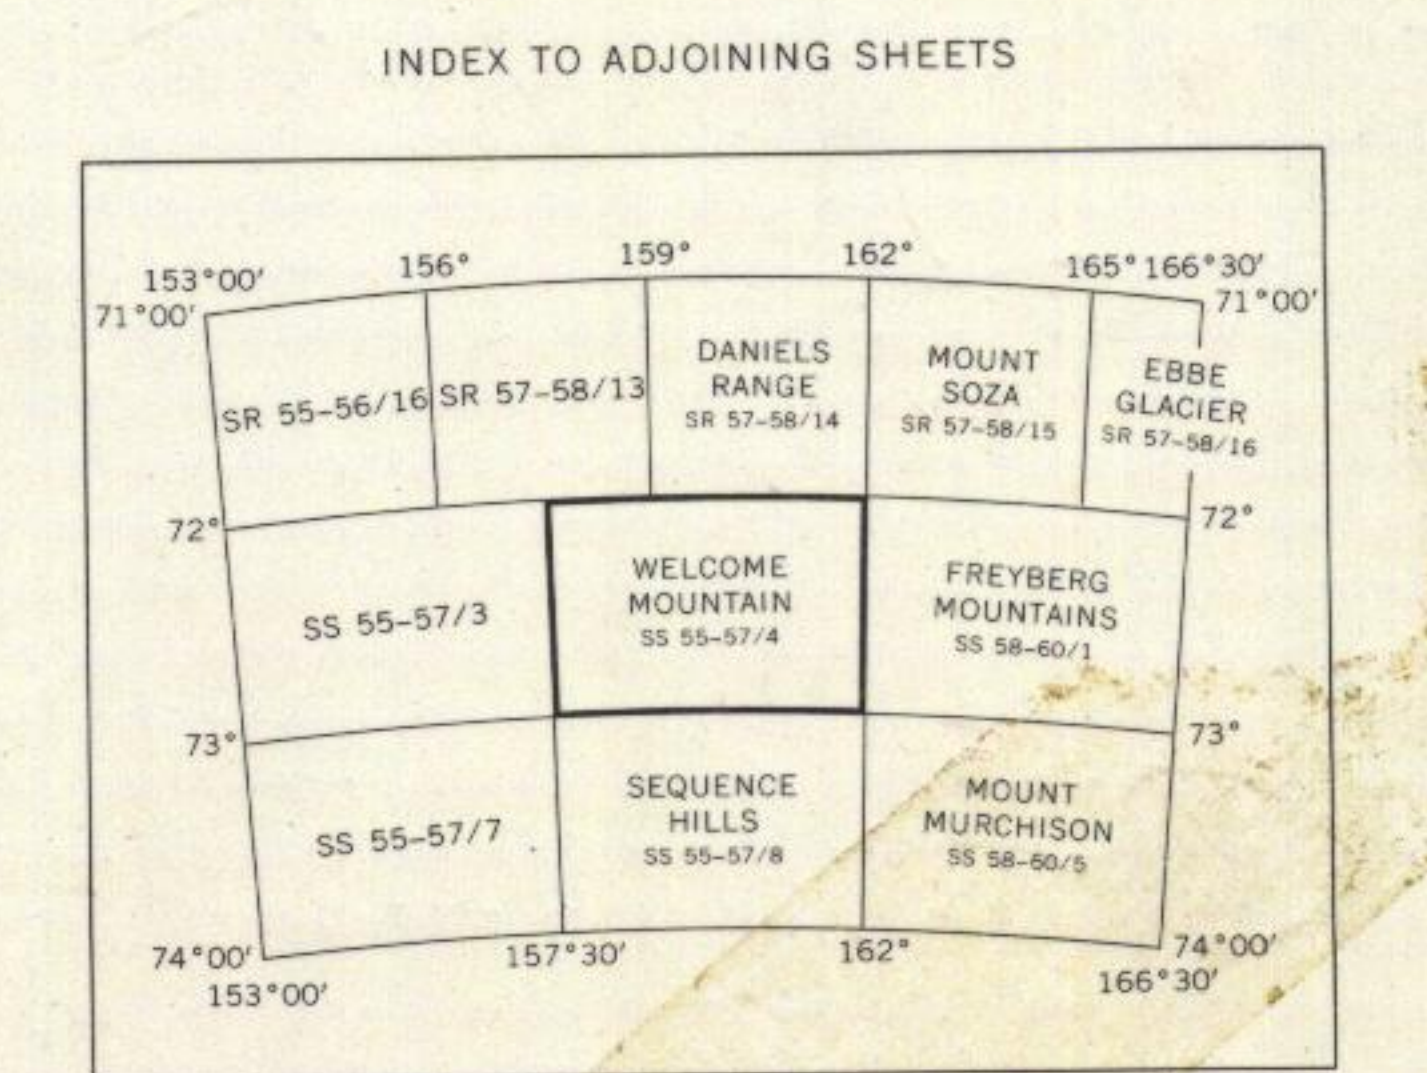 INDEX TO ADJOINING SHEETS
153°00′
156°
159°
162°
165°
166°30′
71°00′
71°00′
SR 55–56/16
SR 57–58/13
DANIELS
RANGE
SR 57–58/14
MOUNT
SOZA
SR 57–58/15
EBBE
GLACIER
SR 57–58/16
72°
72°
SS 55–57/3
WELCOME
MOUNTAIN
SS 55–57/4
FREYBERG
MOUNTAINS
SS 58–60/1
73°
73°
SS 55–57/7
SEQUENCE
HILLS
SS 55–57/8
MOUNT
MURCHISON
SS 58–60/5
74°00′
74°00′
153°00′
157°30′
162°
166°30′